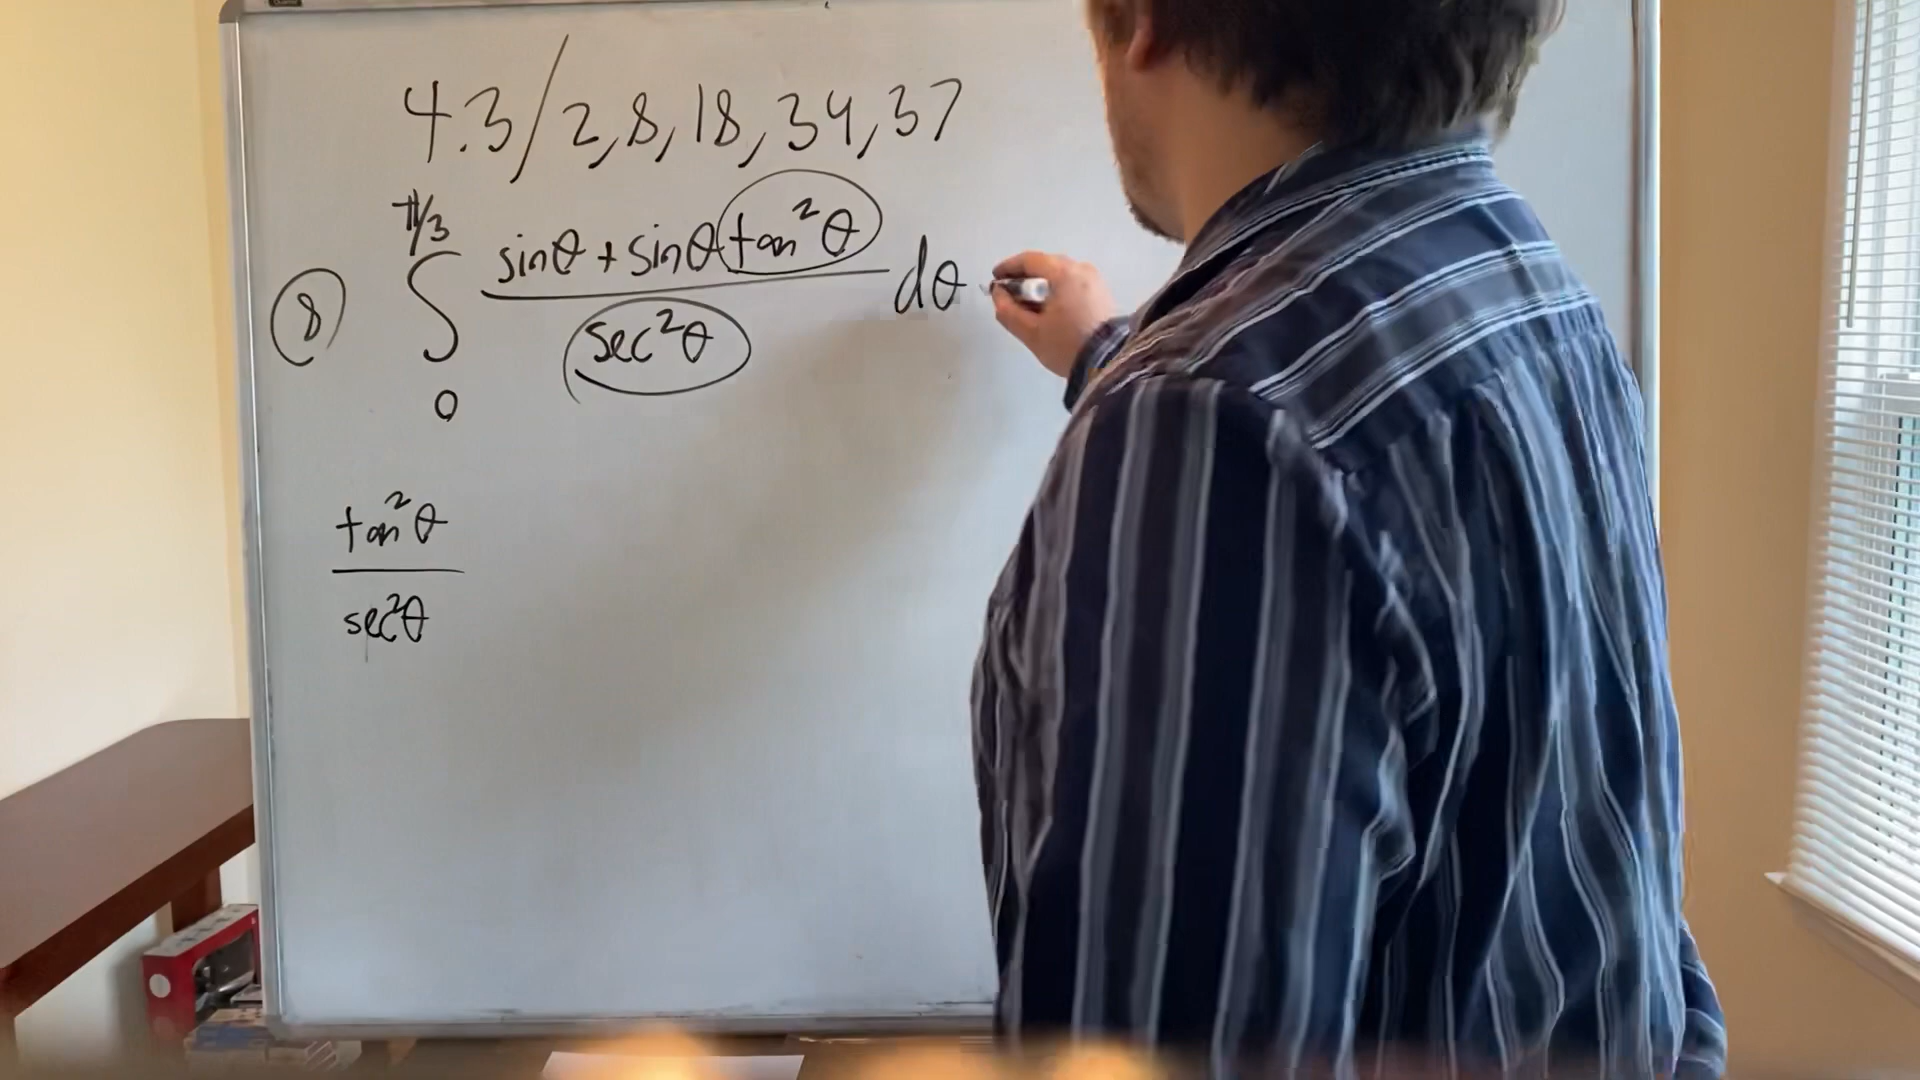 4.3/2,8,18,34,37
π/3
⑧ ∫ sinθ + sinθ tan²θ dθ
sec²θ
0
tan²θ
sec²θ